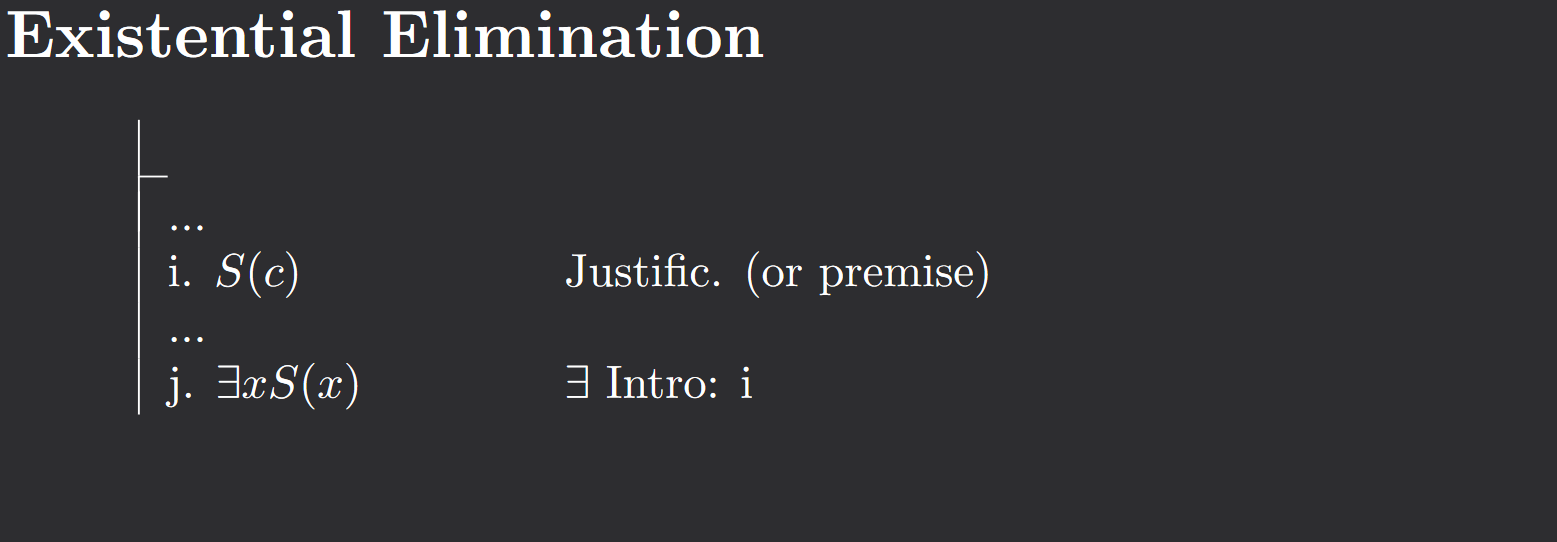 Existential Elimination
...
i. S(c) Justific. (or premise)
...
j. ∃xS(x) ∃ Intro: i